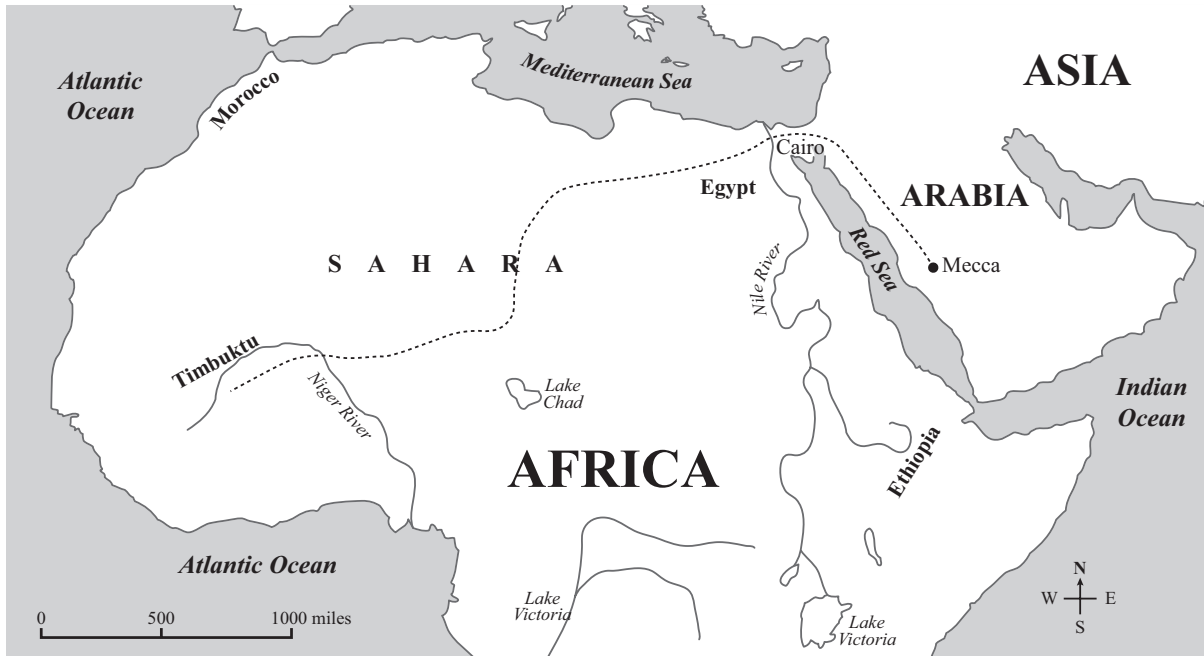 Atlantic
Ocean
Morocco
Mediterranean Sea
ASIA
Cairo
Egypt
ARABIA
Red Sea
Mecca
S A H A R A
Nile River
Timbuktu
Niger River
Lake
Chad
Indian
Ocean
AFRICA
Ethiopia
Atlantic Ocean
Lake
Victoria
Lake
Victoria
N
W E
S
0 500 1000 miles